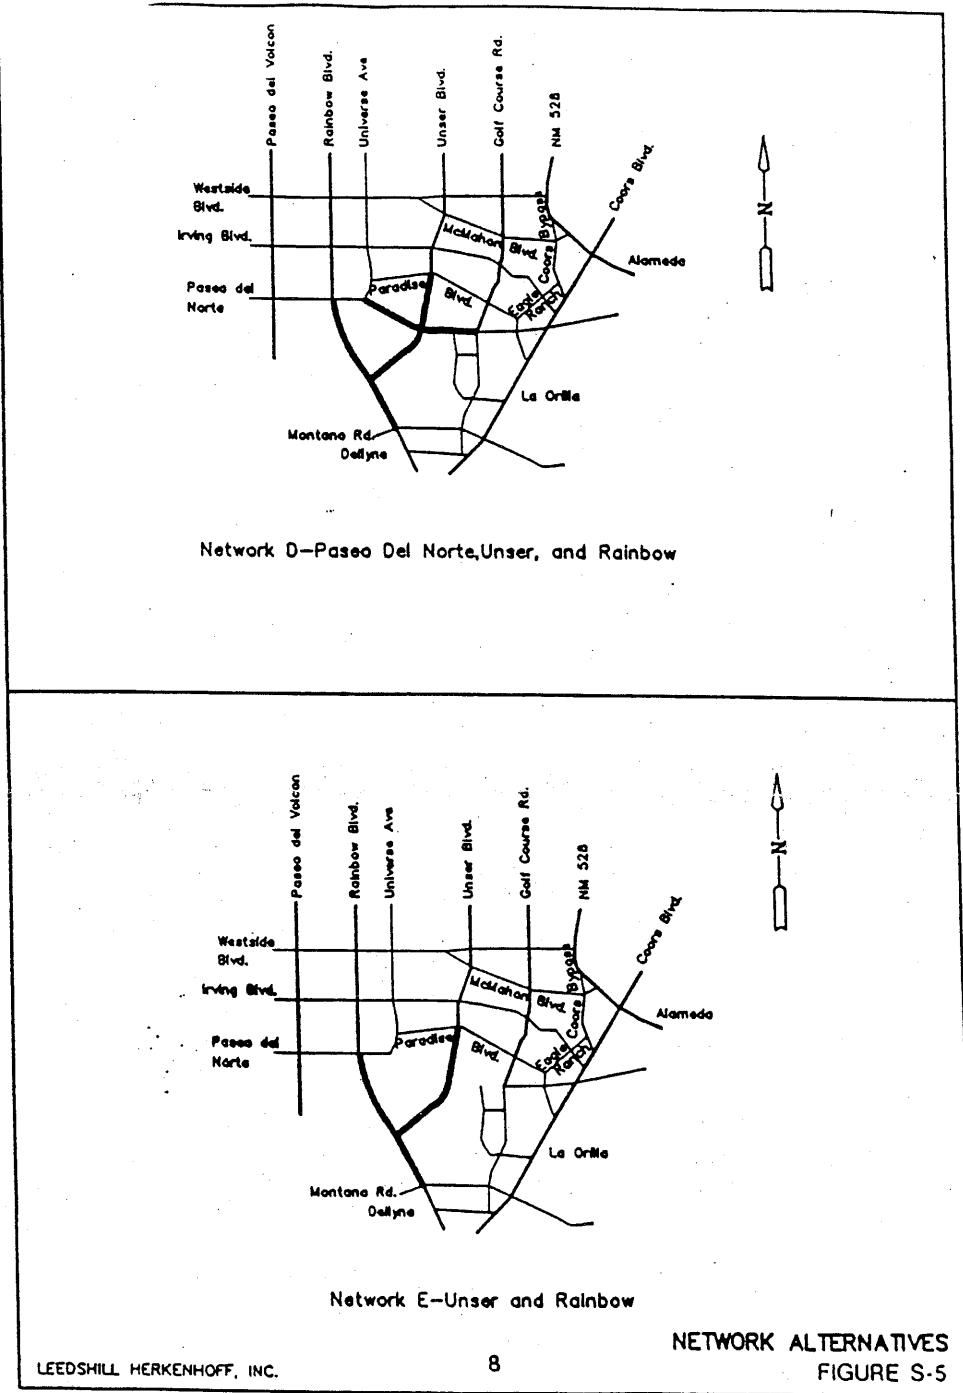 Paseo del Volcan
Rainbow Blvd.
Universe Ave
Unser Blvd.
Golf Course Rd.
NM 528
Coors Blvd.
Westside
Blvd.
Irving Blvd.
Paseo del
Norte
McMahon Blvd.
Coors Bypass
Alameda
Paradise Blvd.
Eagle
Ranch
La Orilla
Montano Rd.
Dellyne
N
Network D-Paseo Del Norte,Unser, and Rainbow
Paseo del Volcan
Rainbow Blvd.
Universe Ave
Unser Blvd.
Golf Course Rd.
NM 528
Coors Blvd.
Westside
Blvd.
Irving Blvd.
Paseo del
Norte
McMahon Blvd.
Coors Bypass
Alameda
Paradise Blvd.
Eagle
Ranch
La Orilla
Montano Rd.
Dellyne
N
Network E-Unser and Rainbow
NETWORK ALTERNATIVES
LEEDSHILL HERKENHOFF, INC.
8
FIGURE S-5